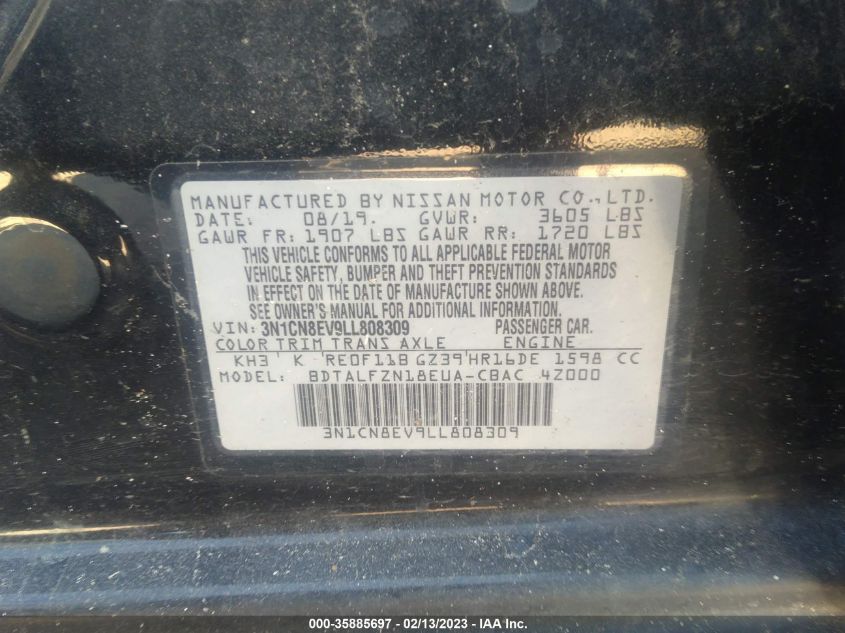 MANUFACTURED BY NISSAN MOTOR CO., LTD.
DATE: 08/19. GVWR: 3605 LBS
GAWR FR: 1907 LBS GAWR RR: 1720 LBS
THIS VEHICLE CONFORMS TO ALL APPLICABLE FEDERAL MOTOR
VEHICLE SAFETY, BUMPER AND THEFT PREVENTION STANDARDS
IN EFFECT ON THE DATE OF MANUFACTURE SHOWN ABOVE.
SEE OWNER'S MANUAL FOR ADDITIONAL INFORMATION.
VIN: 3N1CN8EV9LL808309 PASSENGER CAR.
COLOR TRIM TRANS AXLE ENGINE
KH3 K RE0F11B GZ39 HR16DE 1598 CC
MODEL: BDTALFZN18EUA-CBAC 4Z000
3N1CN8EV9LL808309
000-35885697 - 02/13/2023 - IAA Inc.